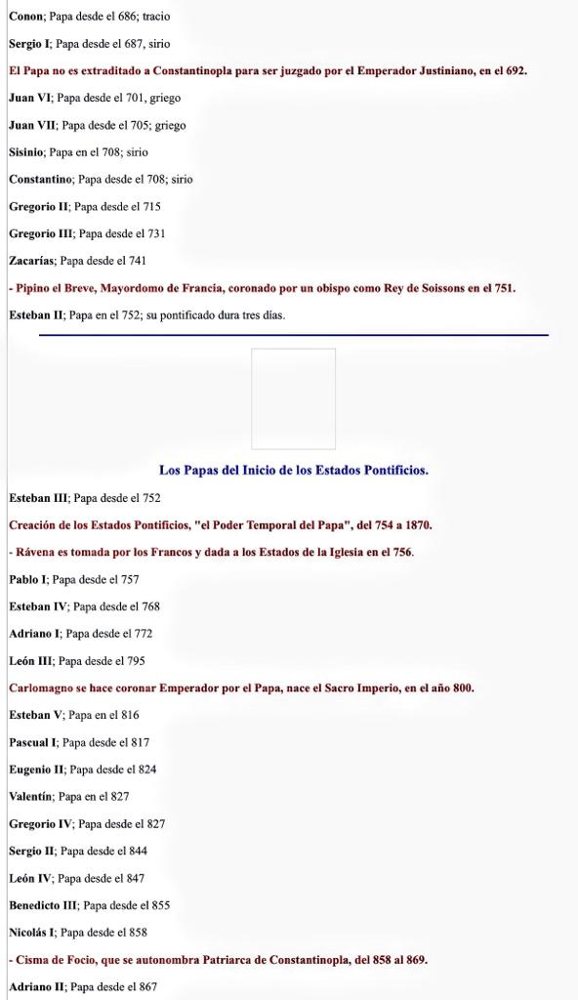 Conon; Papa desde el 686; tracio
Sergio I; Papa desde el 687, sirio
El Papa no es extraditado a Constantinopla para ser juzgado por el Emperador Justiniano, en el 692.
Juan VI; Papa desde el 701, griego
Juan VII; Papa desde el 705; griego
Sisinio; Papa en el 708; sirio
Constantino; Papa desde el 708; sirio
Gregorio II; Papa desde el 715
Gregorio III; Papa desde el 731
Zacarías; Papa desde el 741
- Pipino el Breve, Mayordomo de Francia, coronado por un obispo como Rey de Soissons en el 751.
Esteban II; Papa en el 752; su pontificado dura tres días.
Los Papas del Inicio de los Estados Pontificios.
Esteban III; Papa desde el 752
Creación de los Estados Pontificios, "el Poder Temporal del Papa", del 754 a 1870.
- Rávena es tomada por los Francos y dada a los Estados de la Iglesia en el 756.
Pablo I; Papa desde el 757
Esteban IV; Papa desde el 768
Adriano I; Papa desde el 772
León III; Papa desde el 795
Carlomagno se hace coronar Emperador por el Papa, nace el Sacro Imperio, en el año 800.
Esteban V; Papa en el 816
Pascual I; Papa desde el 817
Eugenio II; Papa desde el 824
Valentín; Papa en el 827
Gregorio IV; Papa desde el 827
Sergio II; Papa desde el 844
León IV; Papa desde el 847
Benedicto III; Papa desde el 855
Nicolás I; Papa desde el 858
- Cisma de Focio, que se autonombra Patriarca de Constantinopla, del 858 al 869.
Adriano II; Papa desde el 867